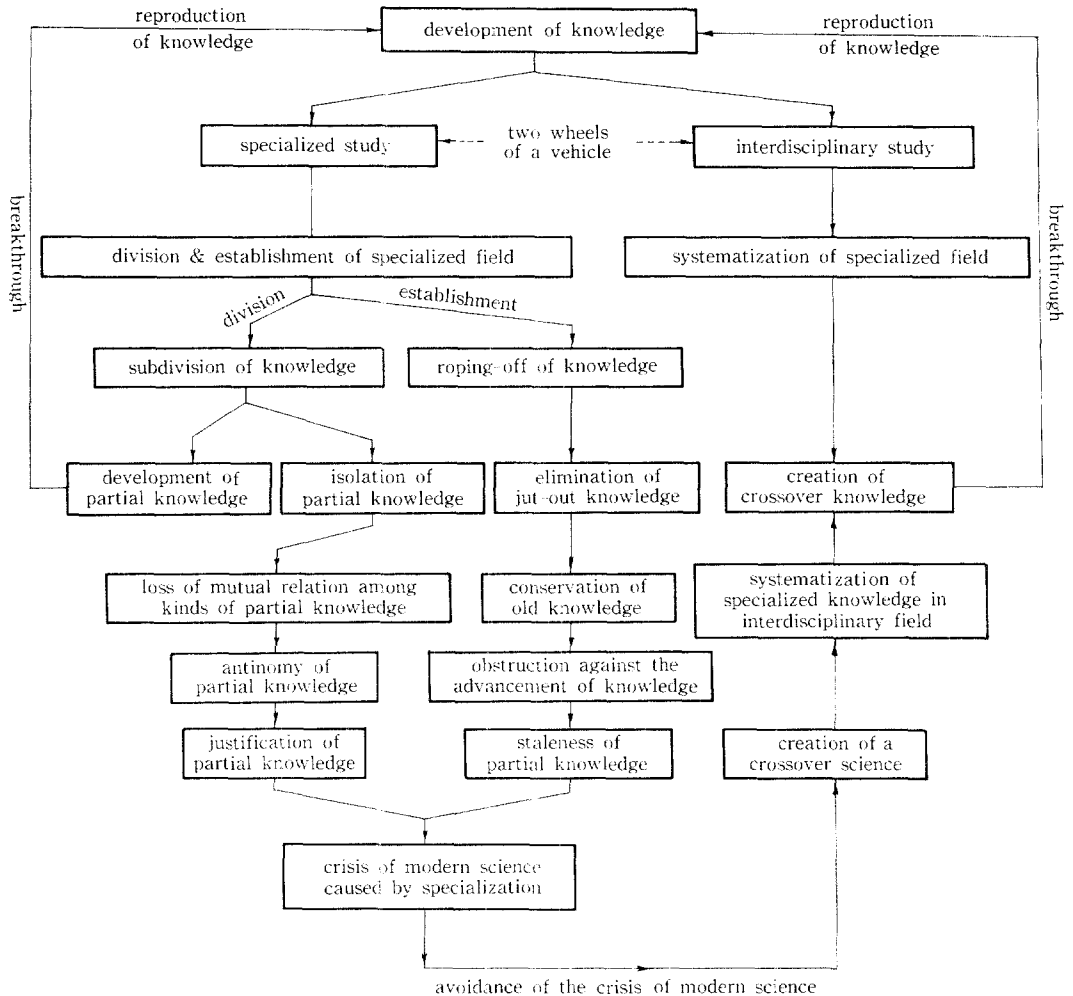 reproduction
of knowledge
development of knowledge
reproduction
of knowledge
specialized study
two wheels
of a vehicle
interdisciplinary study
breakthrough
breakthrough
division & establishment of specialized field
systematization of specialized field
division
establishment
subdivision of knowledge
roping-off of knowledge
development of
partial knowledge
isolation of
partial knowledge
elimination of
jut-out knowledge
creation of
crossover knowledge
loss of mutual relation among
kinds of partial knowledge
conservation of
old knowledge
systematization of
specialized knowledge in
interdisciplinary field
antinomy of
partial knowledge
obstruction against the
advancement of knowledge
justification of
partial knowledge
staleness of
partial knowledge
creation of a
crossover science
crisis of modern science
caused by specialization
avoidance of the crisis of modern science